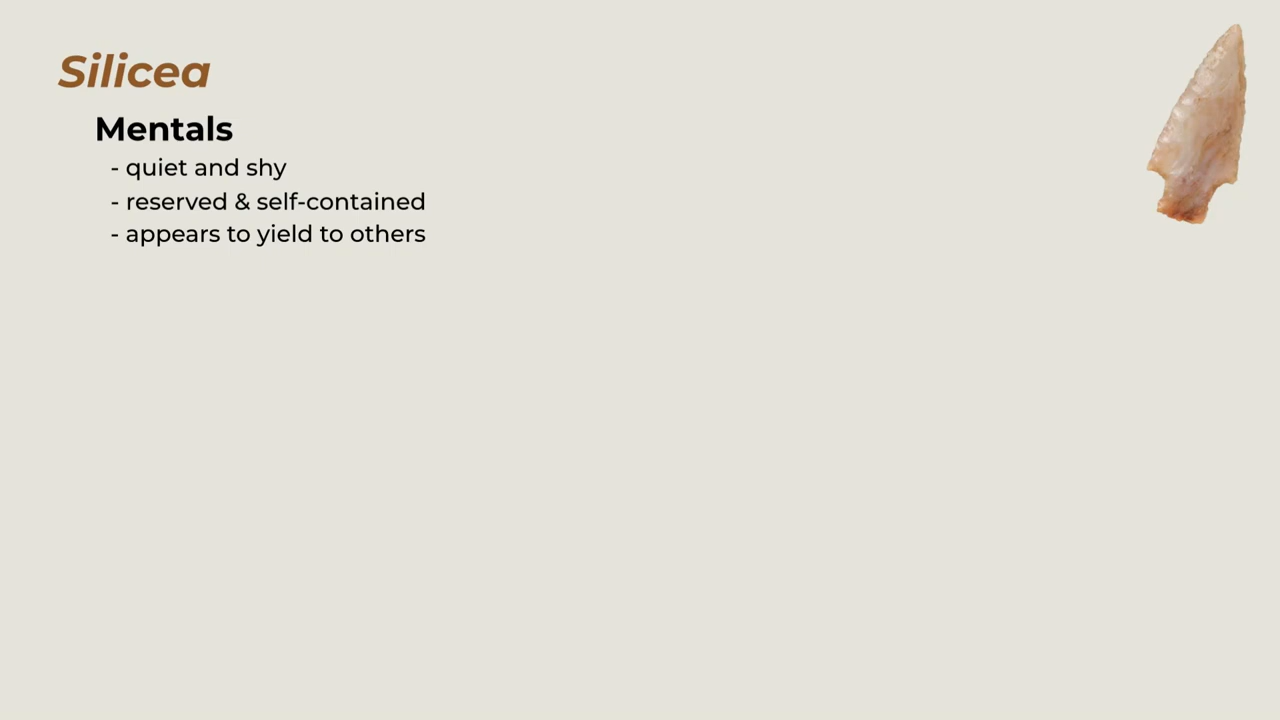 Silicea
Mentals
- quiet and shy
- reserved & self-contained
- appears to yield to others